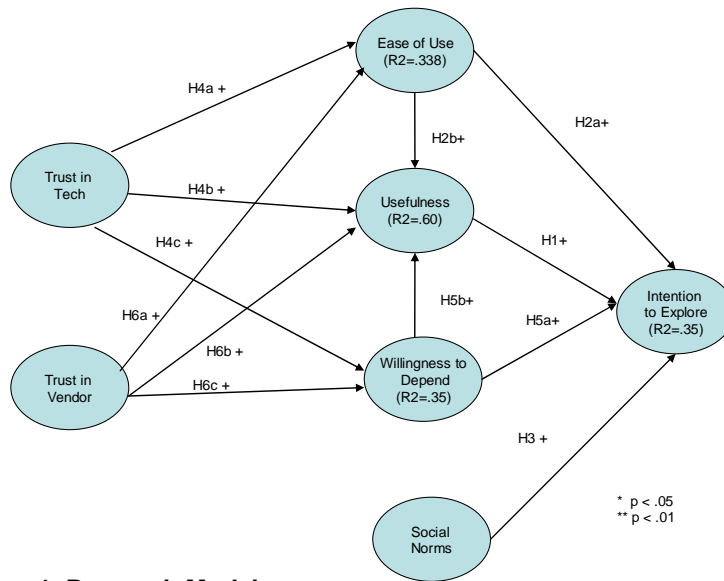 Ease of Use
(R2=.338)
H4a +
H2a+
H2b+
Trust in
Tech
H4b +
Usefulness
(R2=.60)
H4c +
H1+
Intention
to Explore
(R2=.35)
H5b+
H5a+
H6a +
H6b +
Trust in
Vendor
H6c +
Willingness to
Depend
(R2=.35)
H3 +
* p < .05
** p < .01
Social
Norms